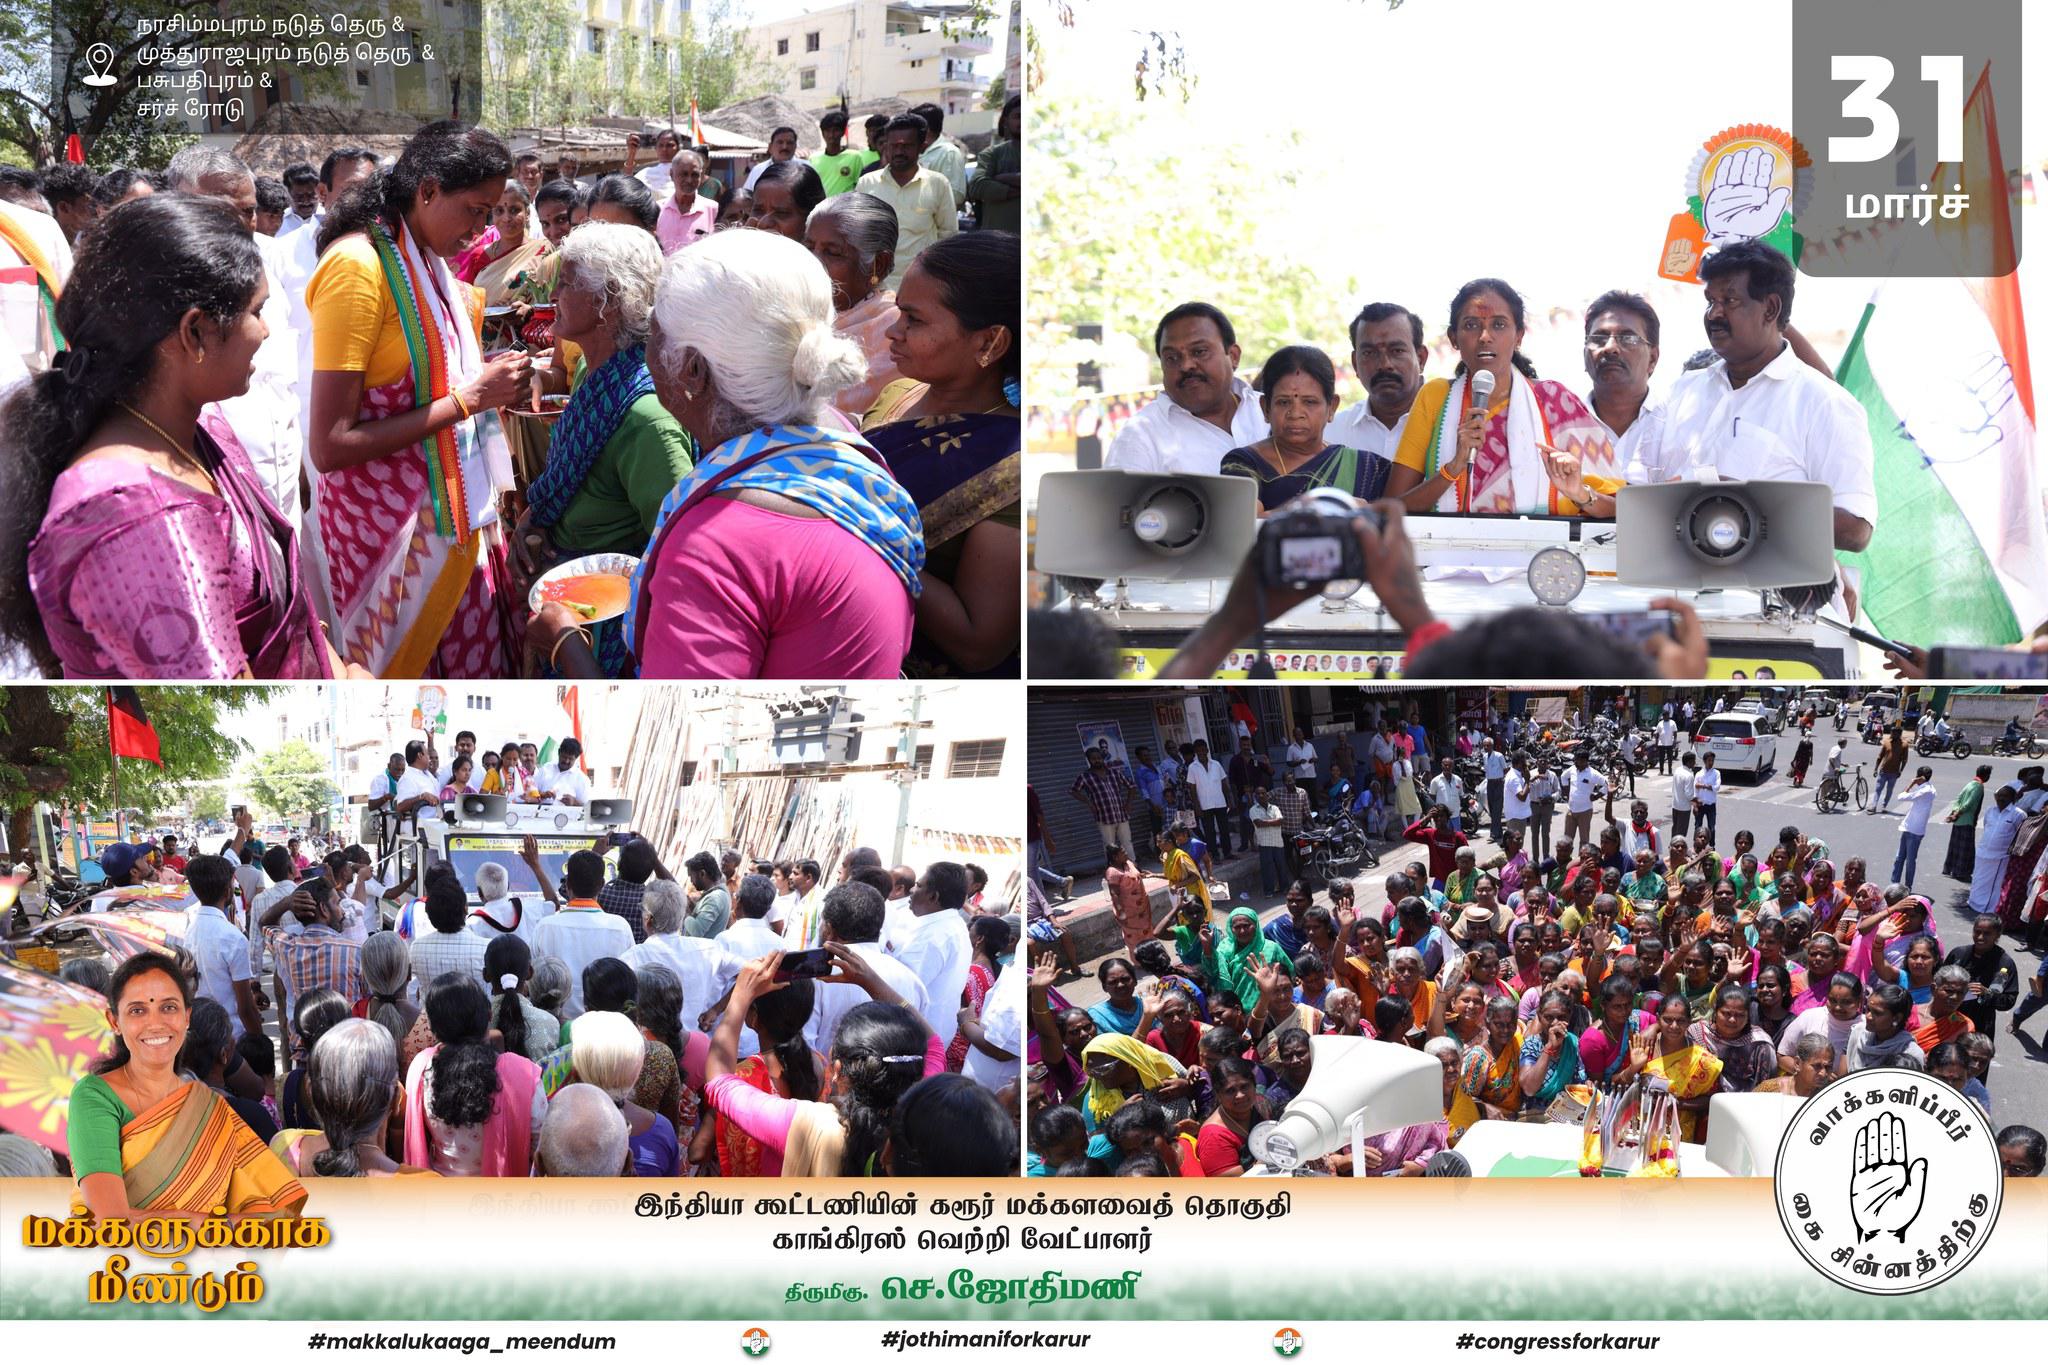 நரசிம்மபுரம் நடுத் தெரு &
முத்துராஜபுரம் நடுத் தெரு &
பசுபதிபுரம் &
சர்ச் ரோடு
31
மார்ச்
மக்களுக்காக
மீண்டும்
இந்தியா கூட்டணியின் கரூர் மக்களவைத் தொகுதி
காங்கிரஸ் வெற்றி வேட்பாளர்
திருமிகு. செ.ஜோதிமணி
வாக்களிப்பீர்
கை சின்னத்திற்கு
#makkalukaaga_meendum
#jothimaniforkarur
#congressforkarur